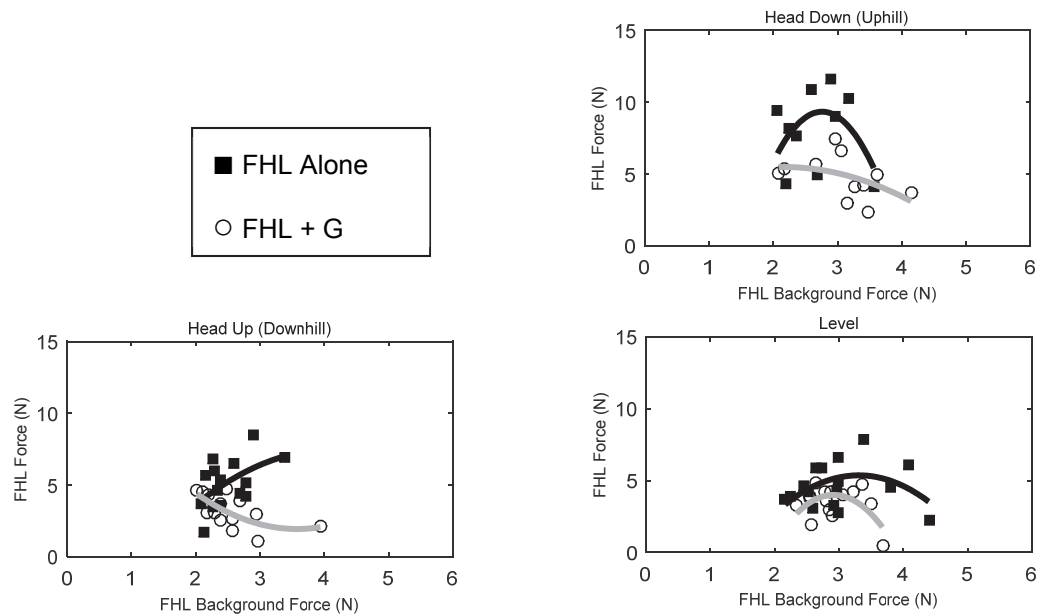 Head Down (Uphill)
15
10
5
0
FHL Force (N)
0 1 2 3 4 5 6
FHL Background Force (N)
FHL Alone
FHL + G
Head Up (Downhill)
15
10
5
0
FHL Force (N)
0 1 2 3 4 5 6
FHL Background Force (N)
Level
15
10
5
0
FHL Force (N)
0 1 2 3 4 5 6
FHL Background Force (N)